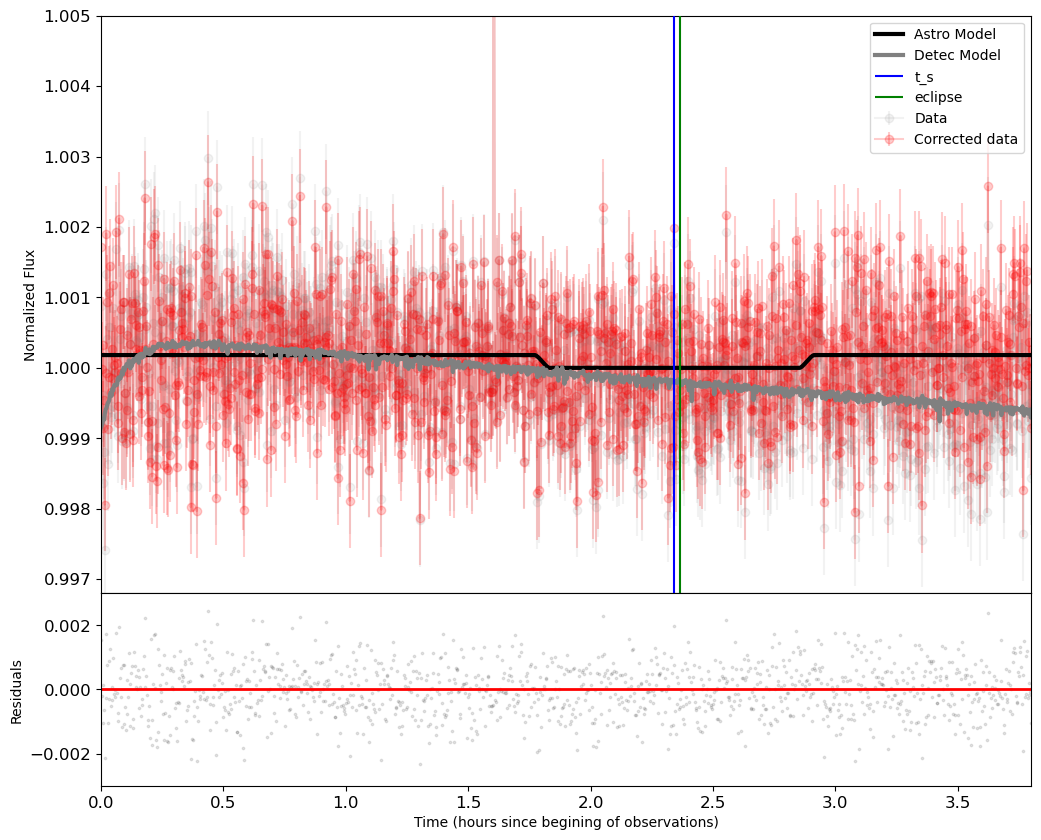 1.005
1.004
1.003
1.002
1.001
1.000
0.999
0.998
0.997
Normalized Flux
Astro Model
Detec Model
t_s
eclipse
Data
Corrected data
0.002
0.000
−0.002
Residuals
0.0 0.5 1.0 1.5 2.0 2.5 3.0 3.5
Time (hours since begining of observations)